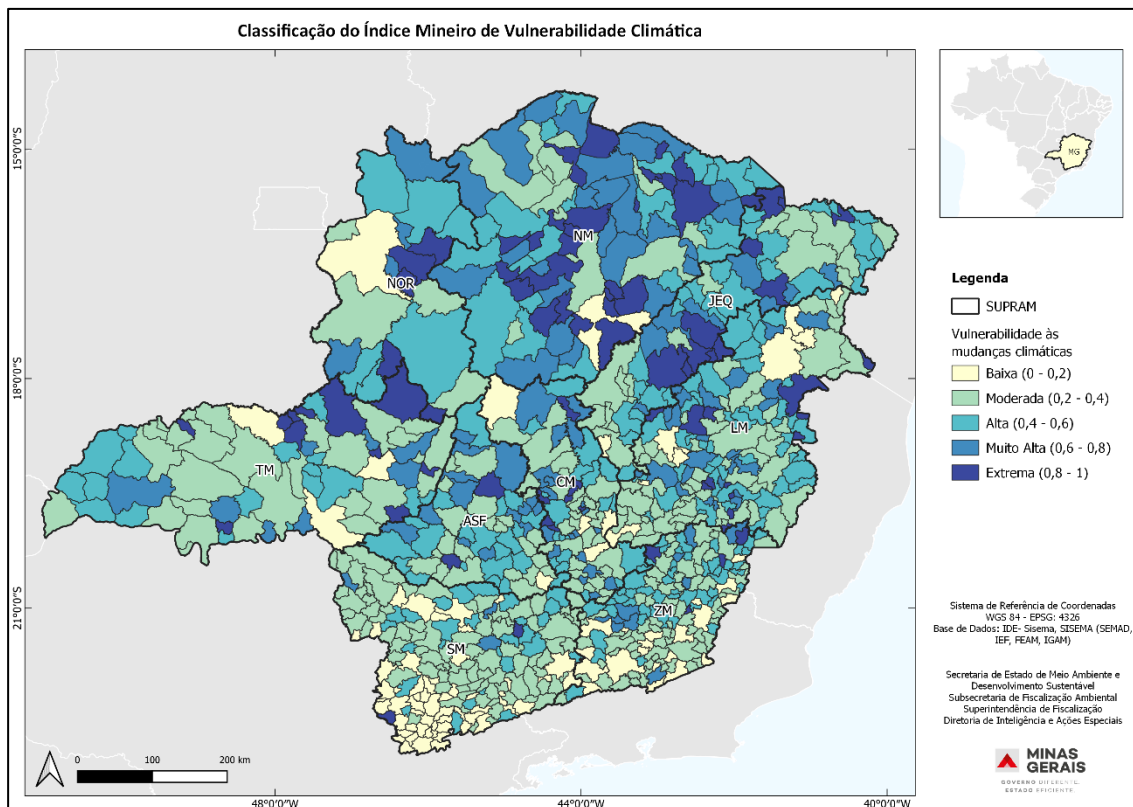 Classificação do Índice Mineiro de Vulnerabilidade Climática
15°0'0"S
18°0'0"S
21°0'0"S
NM
NOR
JEQ
LM
TM
CM
ASF
ZM
SM
0 100 200 km
48°0'0"W
44°0'0"W
40°0'0"W
MG
Legenda
SUPRAM
Vulnerabilidade às
mudanças climáticas
Baixa (0 - 0,2)
Moderada (0,2 - 0,4)
Alta (0,4 - 0,6)
Muito Alta (0,6 - 0,8)
Extrema (0,8 - 1)
Sistema de Referência de Coordenadas
WGS 84 - EPSG: 4326
Base de Dados: IDE- Sisema, SISEMA (SEMAD,
IEF, FEAM, IGAM)
Secretaria de Estado de Meio Ambiente e
Desenvolvimento Sustentável
Subsecretaria de Fiscalização Ambiental
Superintendência de Fiscalização
Diretoria de Inteligência e Ações Especiais
MINAS
GERAIS
GOVERNO DIFERENTE.
ESTADO EFICIENTE.